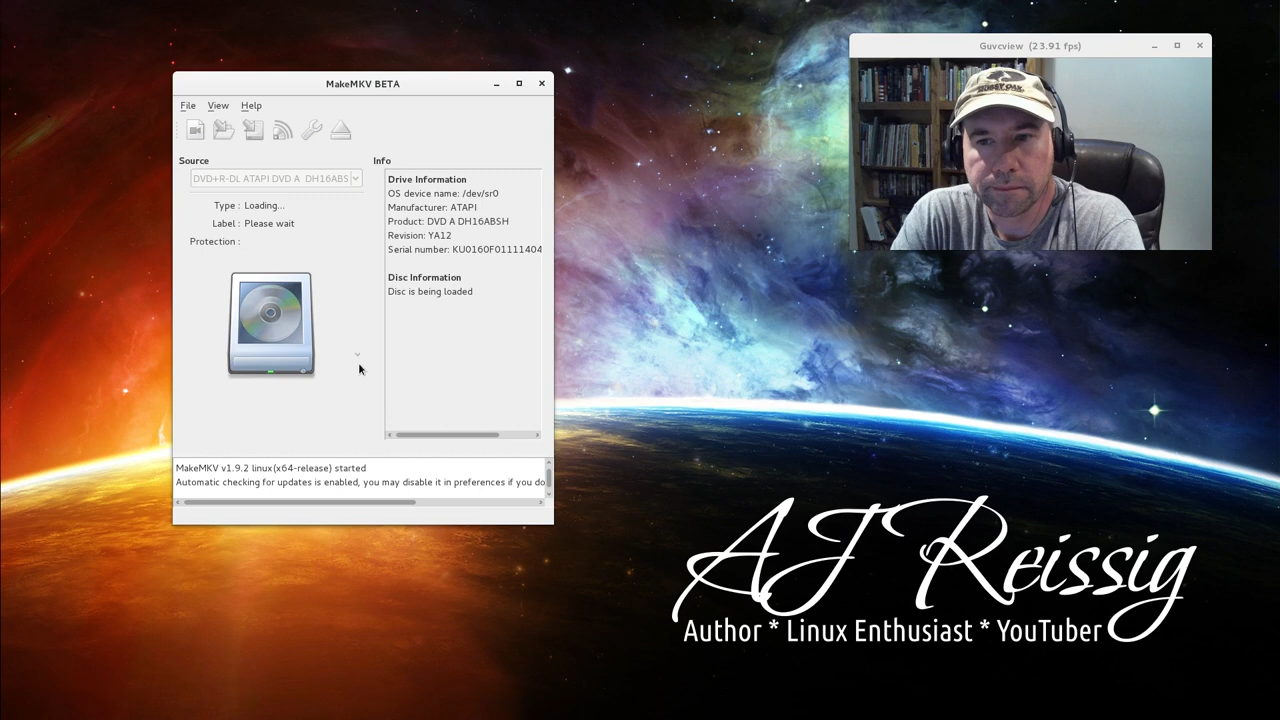 MakeMKV BETA
File View Help
Source
DVD+R-DL ATAPI DVD A DH16ABS
Type : Loading...
Label : Please wait
Protection :
Info
Drive Information
OS device name: /dev/sr0
Manufacturer: ATAPI
Product: DVD A DH16ABSH
Revision: YA12
Serial number: KU0160F01111404
Disc Information
Disc is being loaded
MakeMKV v1.9.2 linux(x64-release) started
Automatic checking for updates is enabled, you may disable it in preferences if you do
Guvcview (23.91 fps)
AJ Reissig
Author * Linux Enthusiast * YouTuber